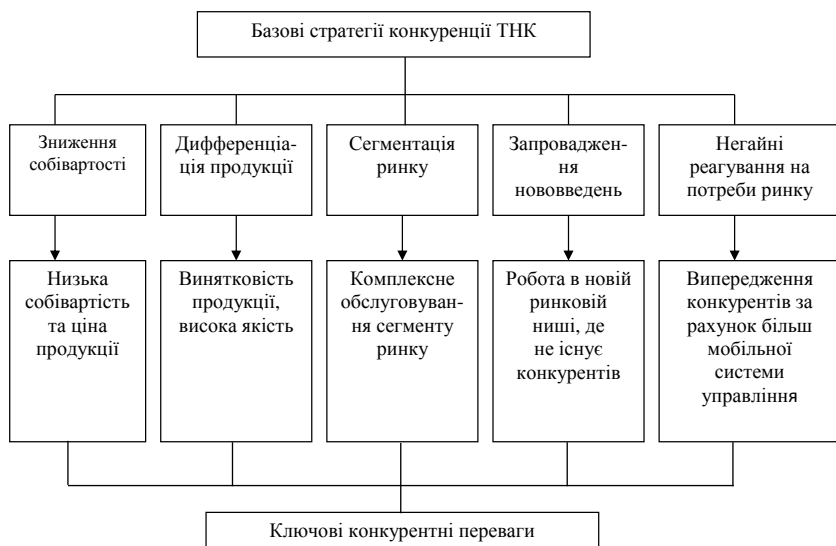 Базові стратегії конкуренції ТНК
Зниження
собівартості
Дифференціа-
ція продукції
Сегментація
ринку
Запроваджен-
ня
нововведень
Негайні
реагування на
потреби ринку
Низька
собівартість
та ціна
продукції
Винятковість
продукції,
висока якість
Комплексне
обслуговуван-
ня сегменту
ринку
Робота в новій
ринковій
ниші, де
не існує
конкурентів
Випередження
конкурентів за
рахунок більш
мобільної
системи
управління
Ключові конкурентні переваги